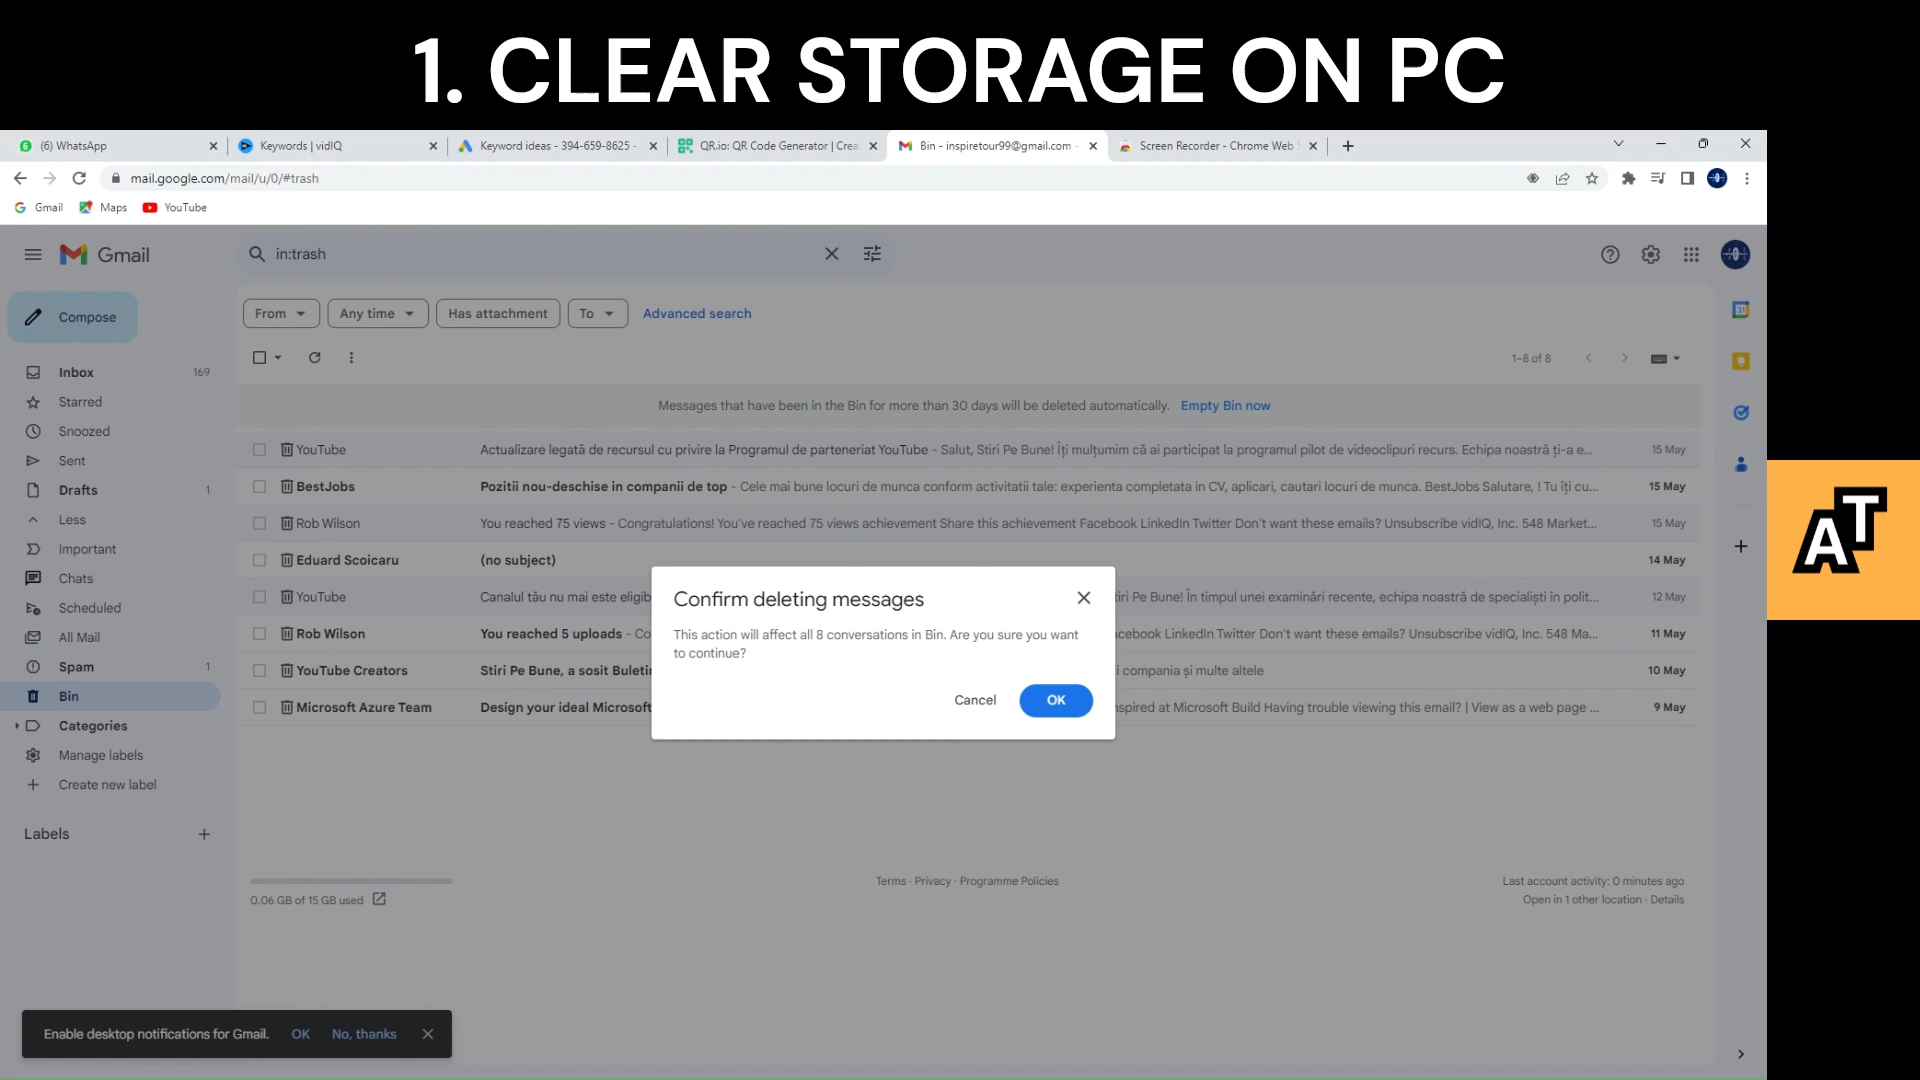 1. CLEAR STORAGE ON PC
(6) WhatsApp
Keywords | vidIQ
Keyword ideas - 394-659-8625 -
QR.io: QR Code Generator | Crea
Bin - inspiretour99@gmail.com -
Screen Recorder - Chrome Web
mail.google.com/mail/u/0/#trash
Gmail Maps YouTube
Gmail
in:trash
Compose
From Any time Has attachment To Advanced search
1–8 of 8
Inbox 169
Starred
Snoozed
Sent
Drafts 1
Less
Important
Chats
Scheduled
All Mail
Spam 1
Bin
Categories
Manage labels
Create new label
Labels
Messages that have been in the Bin for more than 30 days will be deleted automatically. Empty Bin now
YouTube Actualizare legată de recursul cu privire la Programul de parteneriat YouTube - Salut, Stiri Pe Bune! Îți mulțumim că ai participat la programul pilot de videoclipuri recurs. Echipa noastră ți-a e... 15 May
BestJobs Pozitii nou-deschise in companii de top - Cele mai bune locuri de munca conform activitatii tale: experienta completata in CV, aplicari, cautari locuri de munca. BestJobs Salutare, ! Tu îți cu... 15 May
Rob Wilson You reached 75 views - Congratulations! You've reached 75 views achievement Share this achievement Facebook LinkedIn Twitter Don't want these emails? Unsubscribe vidIQ, Inc. 548 Market... 15 May
Eduard Scoicaru (no subject) 14 May
YouTube Canalul tău nu mai este eligib tiri Pe Bune! În timpul unei examinări recente, echipa noastră de specialiști în polit... 12 May
Rob Wilson You reached 5 uploads - Co acebook LinkedIn Twitter Don't want these emails? Unsubscribe vidIQ, Inc. 548 Ma... 11 May
YouTube Creators Stiri Pe Bune, a sosit Buleti i compania și multe altele 10 May
Microsoft Azure Team Design your ideal Microsoft nspired at Microsoft Build Having trouble viewing this email? | View as a web page ... 9 May
Confirm deleting messages
This action will affect all 8 conversations in Bin. Are you sure you want
to continue?
Cancel OK
0.06 GB of 15 GB used
Terms · Privacy · Programme Policies
Last account activity: 0 minutes ago
Open in 1 other location · Details
Enable desktop notifications for Gmail. OK No, thanks
AT